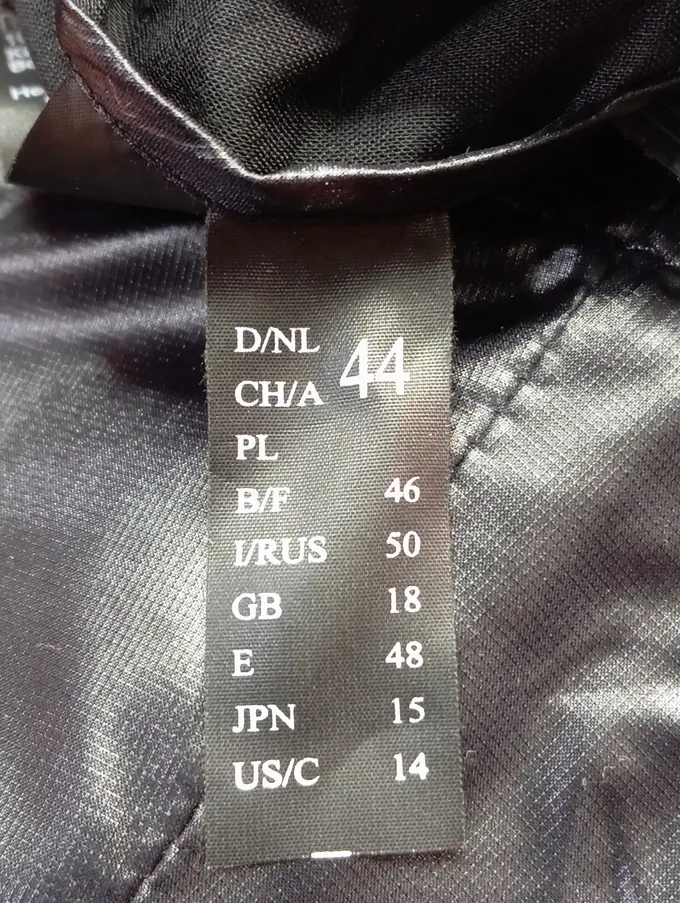 D/NL 44
CH/A
PL
B/F 46
I/RUS 50
GB 18
E 48
JPN 15
US/C 14